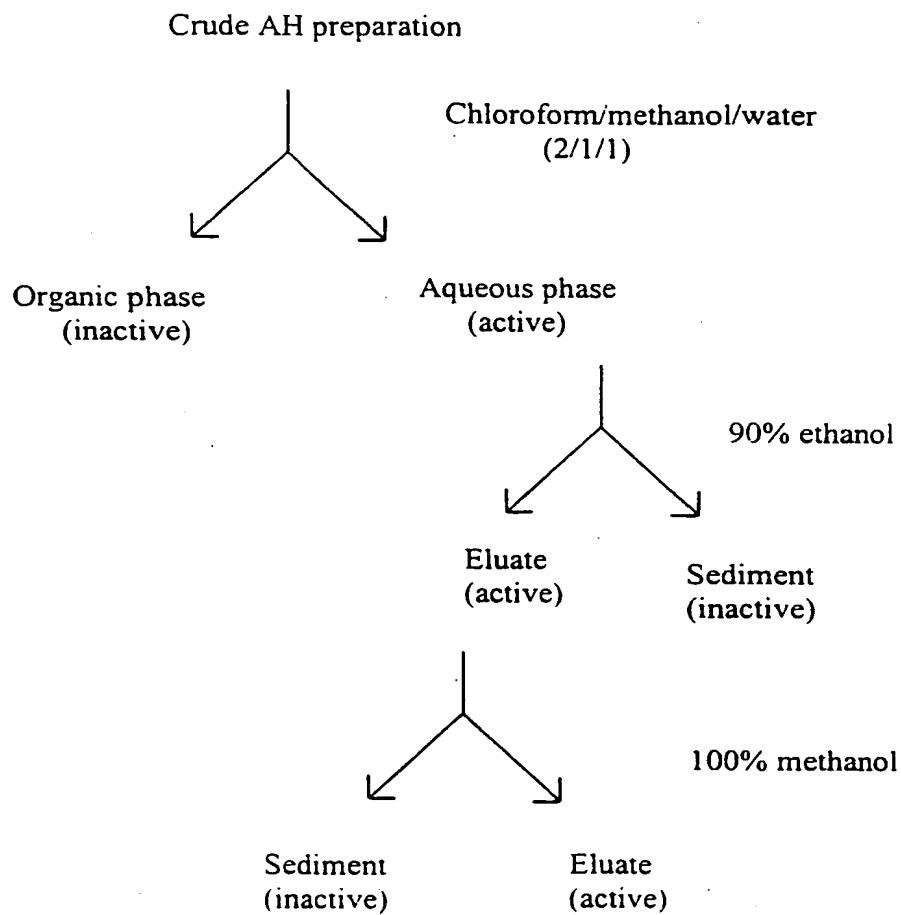 Crude AH preparation
Chloroform/methanol/water
(2/1/1)
Organic phase
(inactive)
Aqueous phase
(active)
90% ethanol
Eluate
(active)
Sediment
(inactive)
100% methanol
Sediment
(inactive)
Eluate
(active)